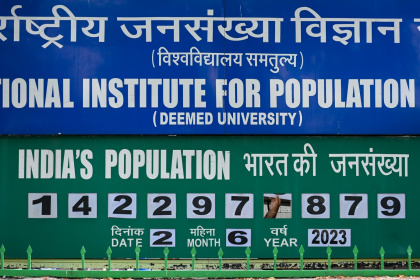 र्राष्ट्रीय जनसंख्या विज्ञान
(विश्वविद्यालय समतुल्य)
TIONAL INSTITUTE FOR POPULATION
(DEEMED UNIVERSITY)
INDIA'S POPULATION भारत की जनसंख्या
1 4 2 2 9 7 8 7 9
दिनांक 2 महिना 6 वर्ष 2023
DATE MONTH YEAR